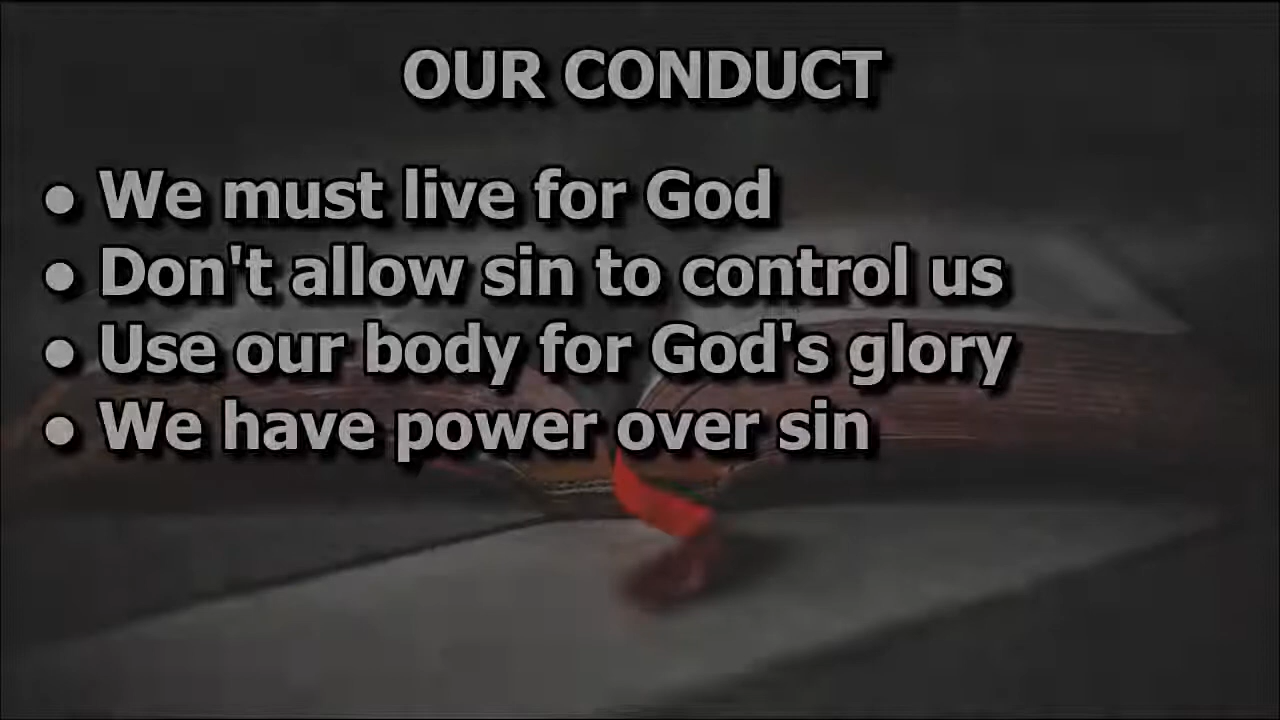 OUR CONDUCT
● We must live for God
● Don't allow sin to control us
● Use our body for God's glory
● We have power over sin